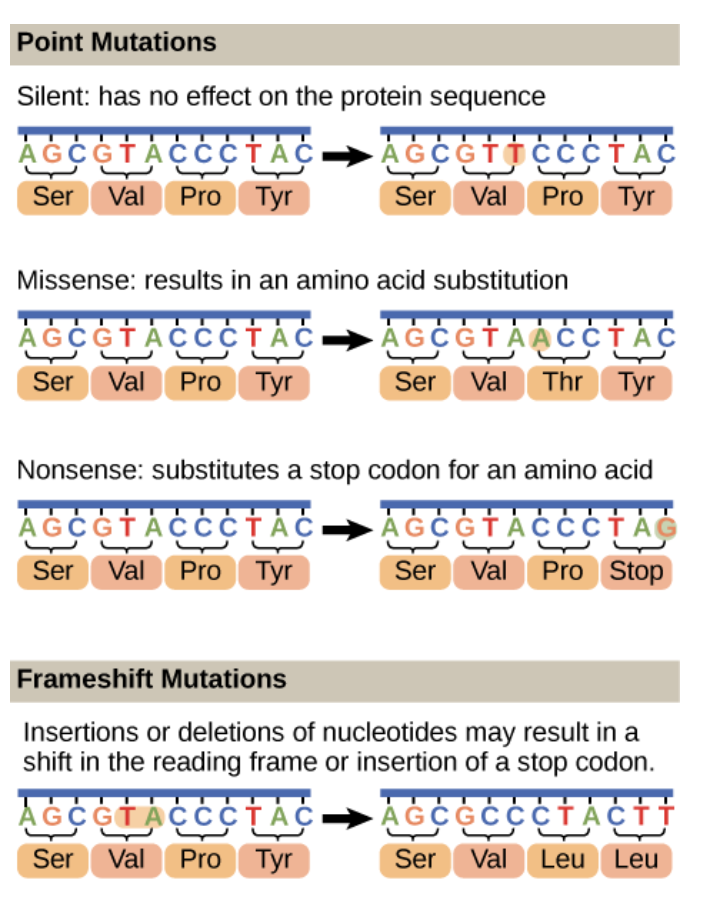 Point Mutations
Silent: has no effect on the protein sequence
AGCGTACCCTAC AGCGTTCCCTAC
Ser Val Pro Tyr Ser Val Pro Tyr
Missense: results in an amino acid substitution
AGCGTACCCTAC AGCGTAACCTAC
Ser Val Pro Tyr Ser Val Thr Tyr
Nonsense: substitutes a stop codon for an amino acid
AGCGTACCCTAC AGCGTACCCTAG
Ser Val Pro Tyr Ser Val Pro Stop
Frameshift Mutations
Insertions or deletions of nucleotides may result in a
shift in the reading frame or insertion of a stop codon.
AGCGTACCCTAC AGCGCCCTACTT
Ser Val Pro Tyr Ser Val Leu Leu